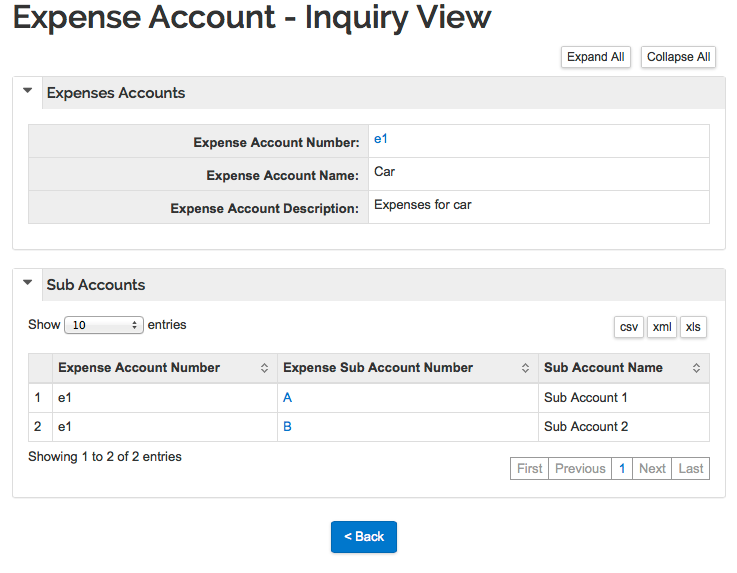 Expense Account - Inquiry View
Expand All Collapse All
Expenses Accounts
Expense Account Number: e1
Expense Account Name: Car
Expense Account Description: Expenses for car
Sub Accounts
Show 10 entries csv xml xls
Expense Account Number Expense Sub Account Number Sub Account Name
1 e1 A Sub Account 1
2 e1 B Sub Account 2
Showing 1 to 2 of 2 entries
First Previous 1 Next Last
< Back